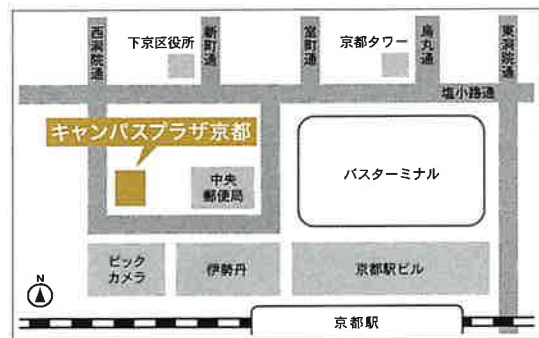 西洞院通
下京区役所
新町通
室町通
京都タワー
烏丸通
東洞院通
塩小路通
キャンパスプラザ京都
中央
郵便局
バスターミナル
ビック
カメラ
伊勢丹
京都駅ビル
N
京都駅